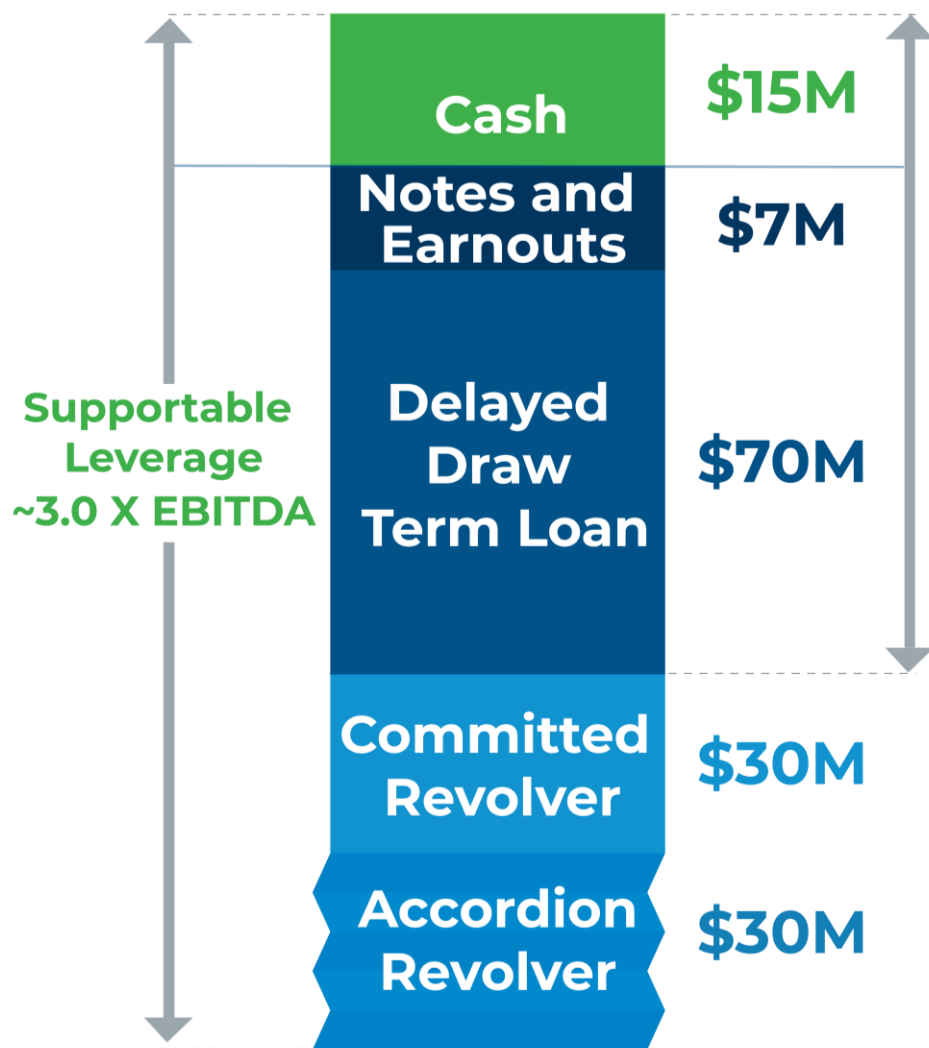 Cash
$15M
Notes and
Earnouts
$7M
Supportable
Leverage
~3.0 X EBITDA
Delayed
Draw
Term Loan
$70M
Committed
Revolver
$30M
Accordion
Revolver
$30M